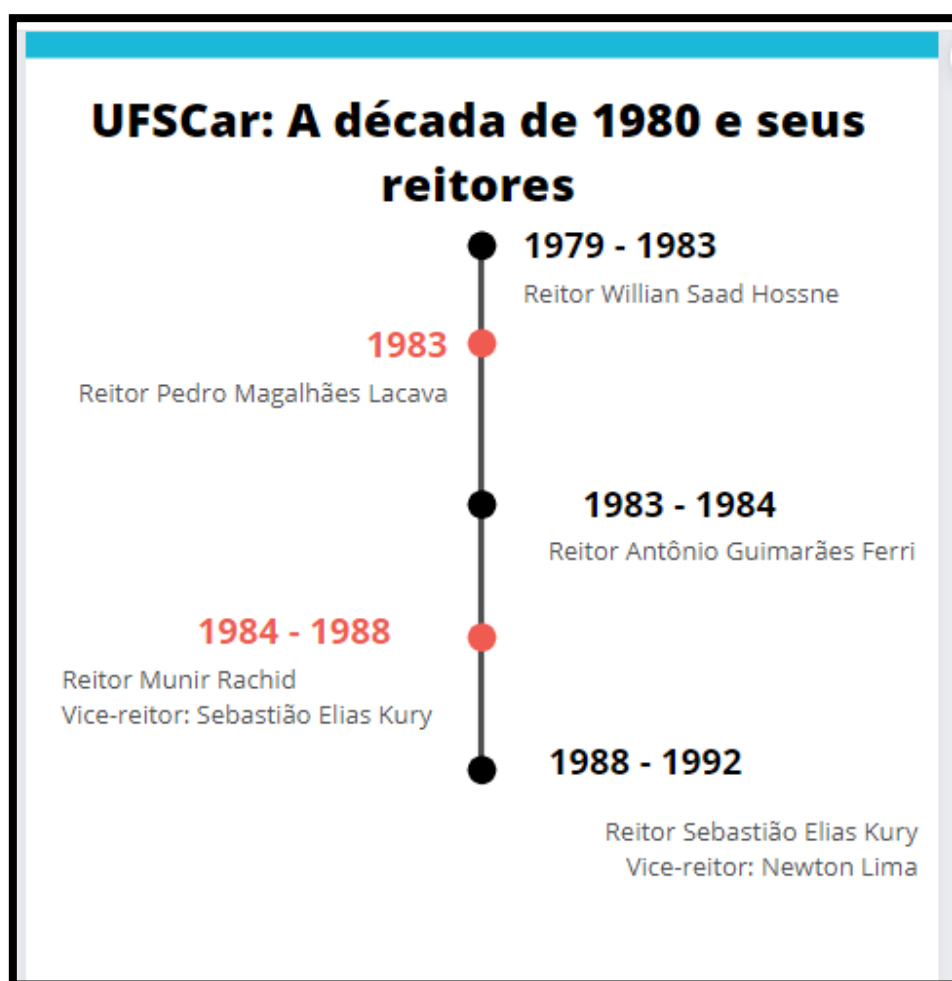 UFSCar: A década de 1980 e seus
reitores
1979 - 1983
Reitor Willian Saad Hossne
1983
Reitor Pedro Magalhães Lacava
1983 - 1984
Reitor Antônio Guimarães Ferri
1984 - 1988
Reitor Munir Rachid
Vice-reitor: Sebastião Elias Kury
1988 - 1992
Reitor Sebastião Elias Kury
Vice-reitor: Newton Lima